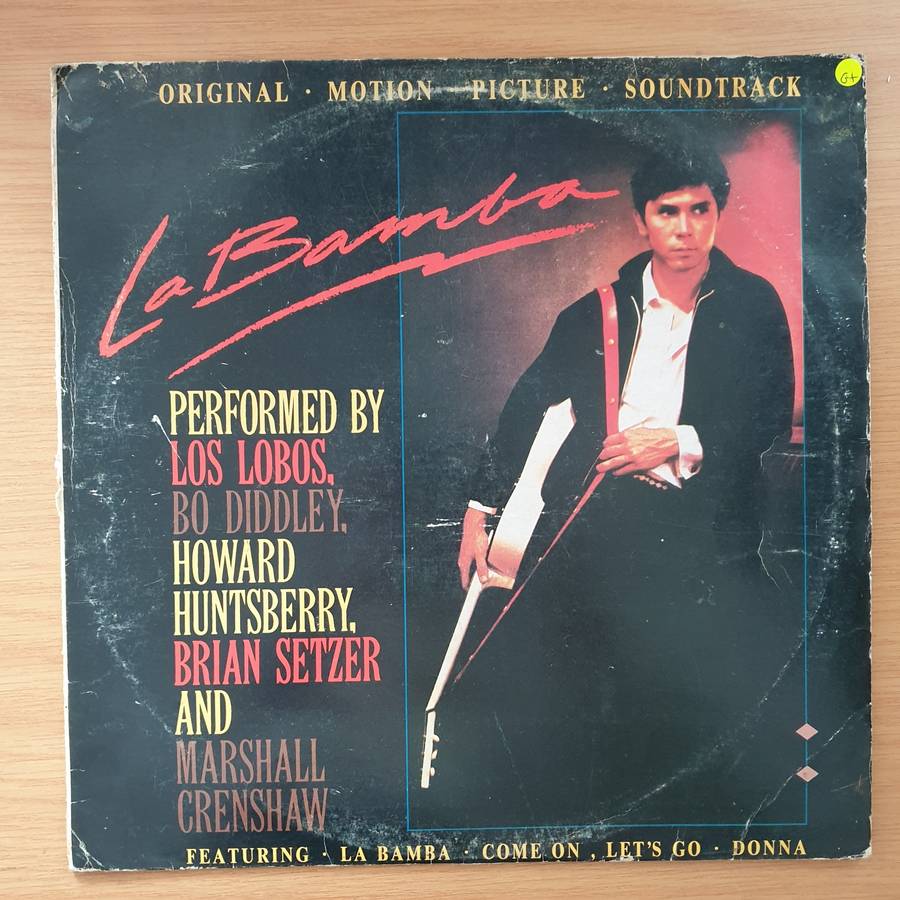 ORIGINAL · MOTION PICTURE · SOUNDTRACK
G+
La Bamba
PERFORMED BY
LOS LOBOS,
BO DIDDLEY,
HOWARD
HUNTSBERRY,
BRIAN SETZER
AND
MARSHALL
CRENSHAW
FEATURING · LA BAMBA · COME ON , LET'S GO · DONNA